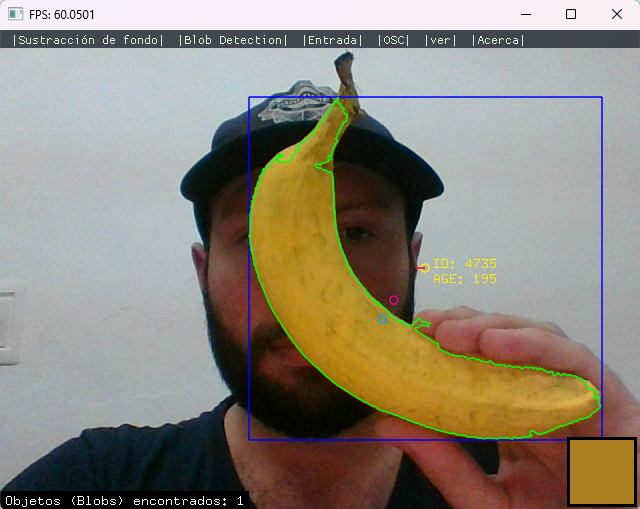 FPS: 60.0501
|Sustracción de fondo| |Blob Detection| |Entrada| |OSC| |ver| |Acerca|
ID: 4735
AGE: 195
Objetos (Blobs) encontrados: 1